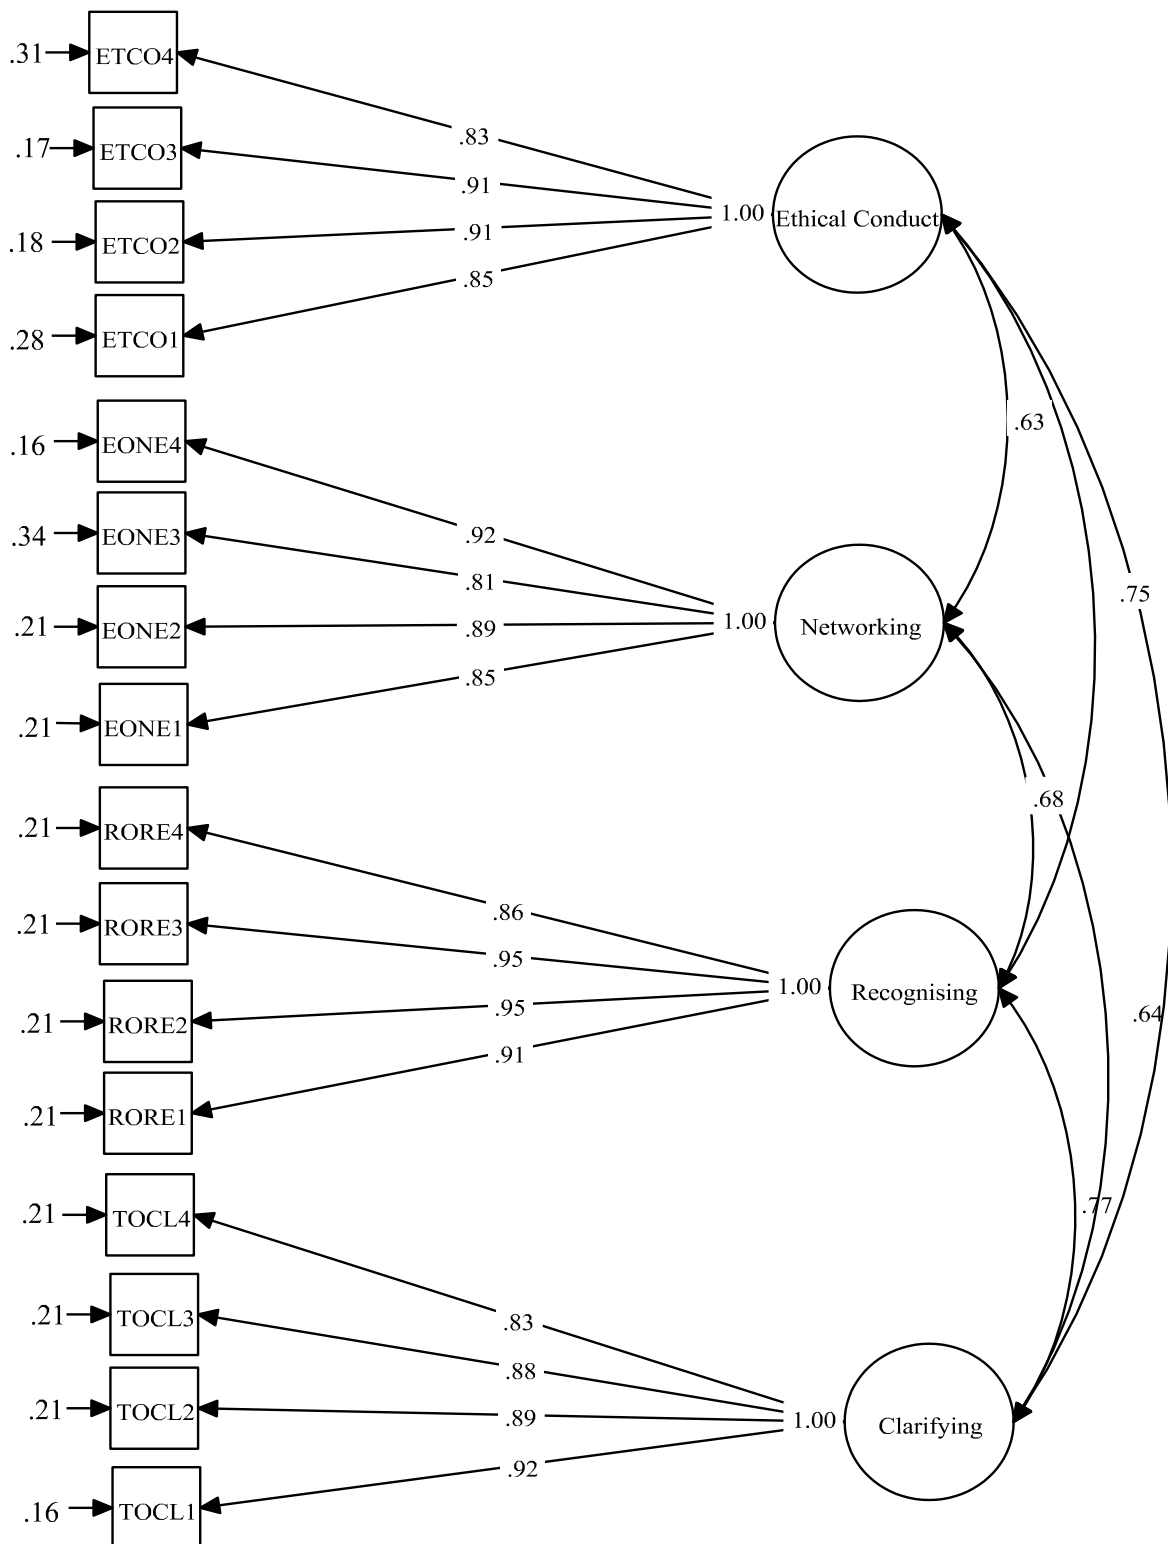 .31
ETCO4
.83
.17
ETCO3
.91
.18
ETCO2
.91
1.00
Ethical Conduct
.28
ETCO1
.85
.63
.16
EONE4
.92
.34
EONE3
.81
.75
.21
EONE2
.89
1.00
Networking
.21
EONE1
.85
.68
.21
RORE4
.86
.21
RORE3
.95
1.00
Recognising
.21
RORE2
.95
.64
.21
RORE1
.91
.77
.21
TOCL4
.83
.21
TOCL3
.88
.21
TOCL2
.89
1.00
Clarifying
.16
TOCL1
.92